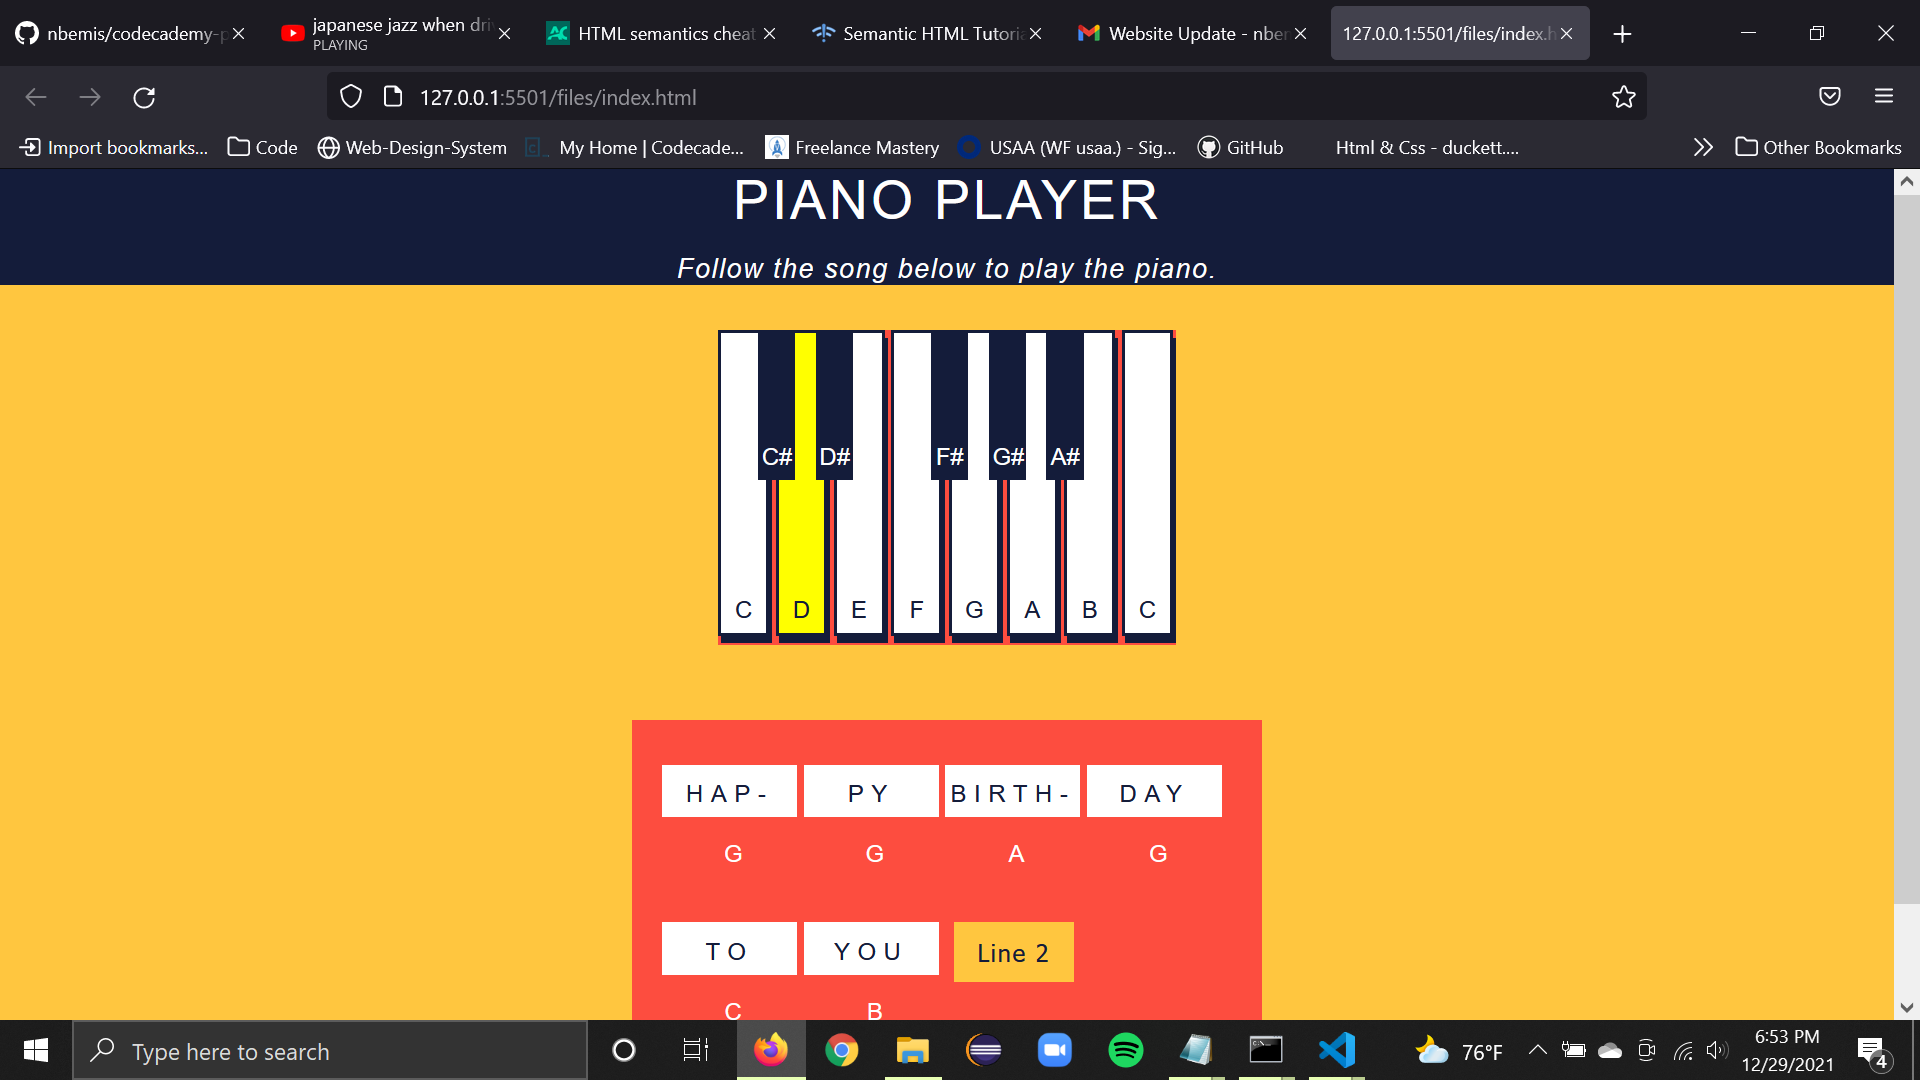 nbemis/codecademy-p
japanese jazz when dri
PLAYING
HTML semantics cheat
Semantic HTML Tutoria
Website Update - nber
127.0.0.1:5501/files/index.h
127.0.0.1:5501/files/index.html
Import bookmarks...
Code
Web-Design-System
My Home | Codecade...
Freelance Mastery
USAA (WF usaa.) - Sig...
GitHub
Html & Css - duckett....
Other Bookmarks
PIANO PLAYER
Follow the song below to play the piano.
C# D# F# G# A#
C D E F G A B C
HAP- PY BIRTH- DAY
G G A G
TO YOU Line 2
C B
Type here to search
76°F
6:53 PM
12/29/2021
4